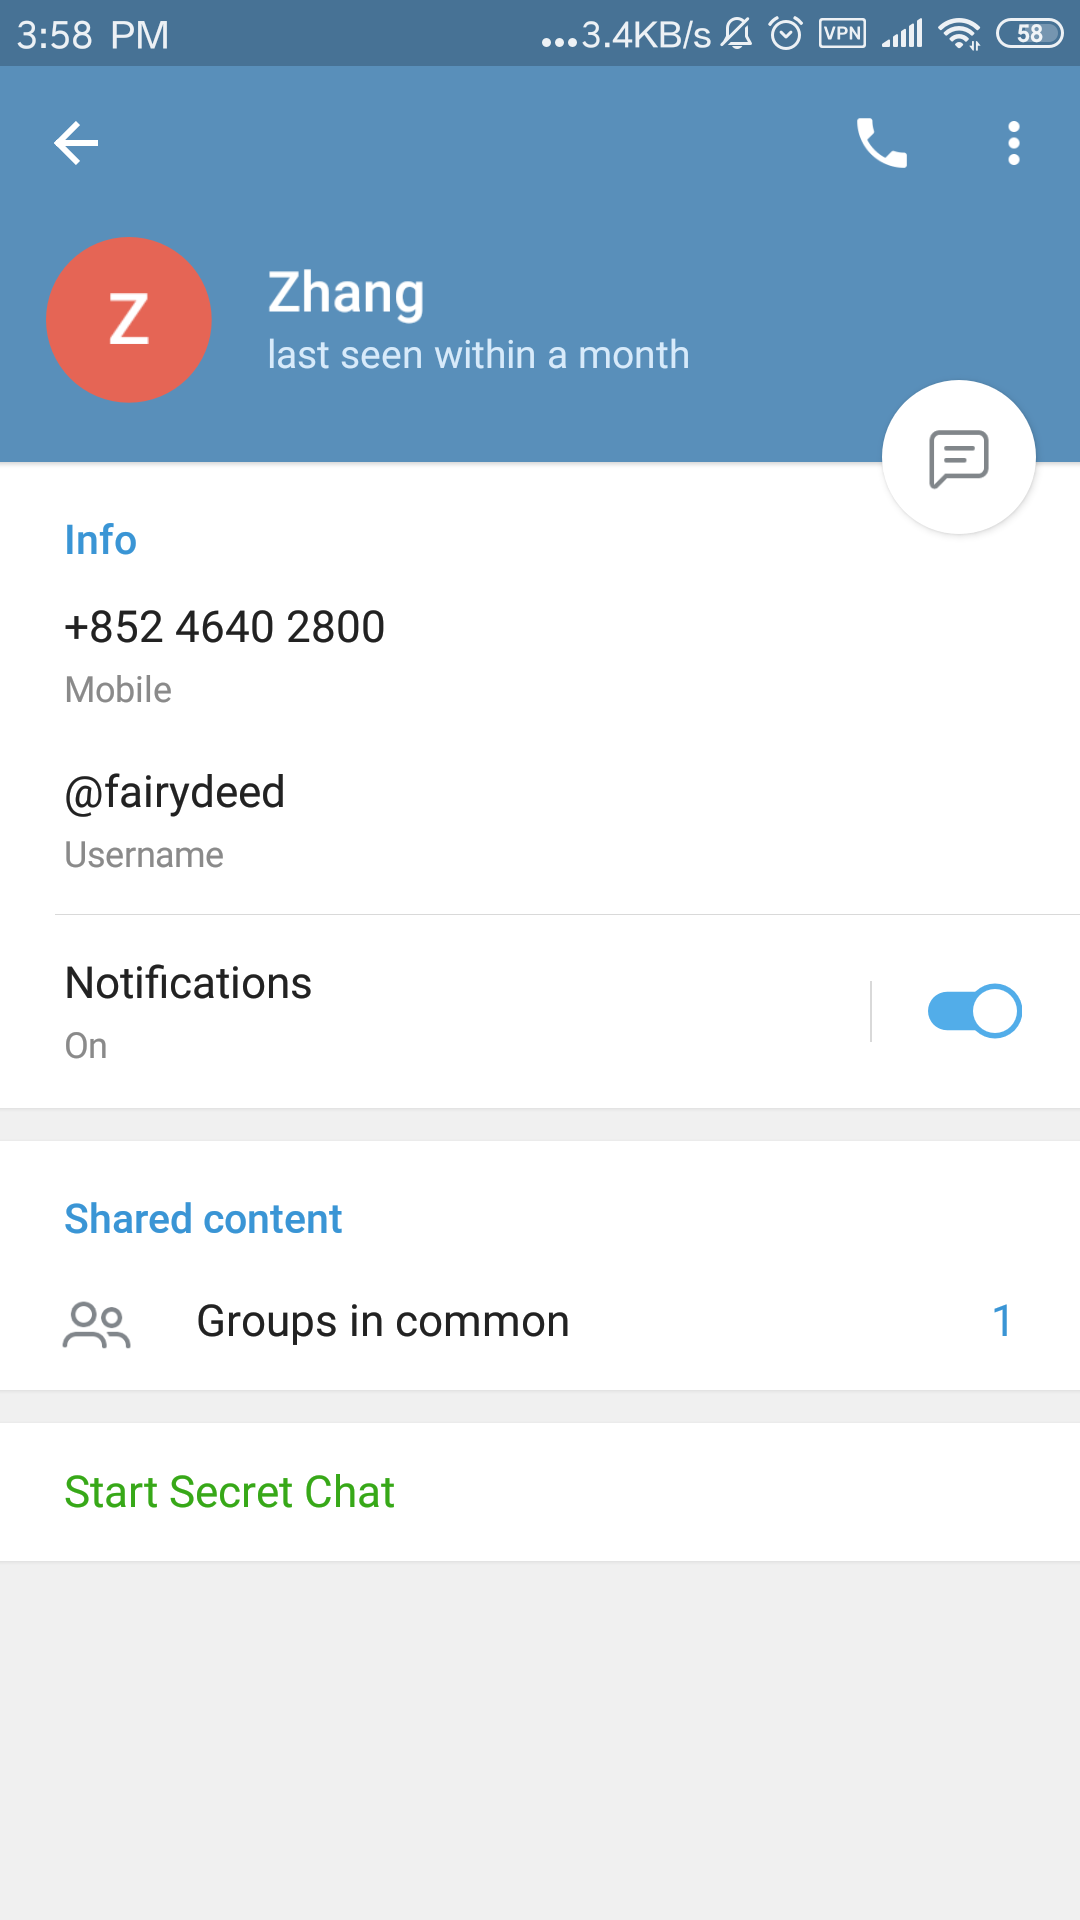 3:58 PM ...3.4KB/s VPN 58
Z
Zhang
last seen within a month
Info
+852 4640 2800
Mobile
@fairydeed
Username
Notifications
On
Shared content
Groups in common 1
Start Secret Chat